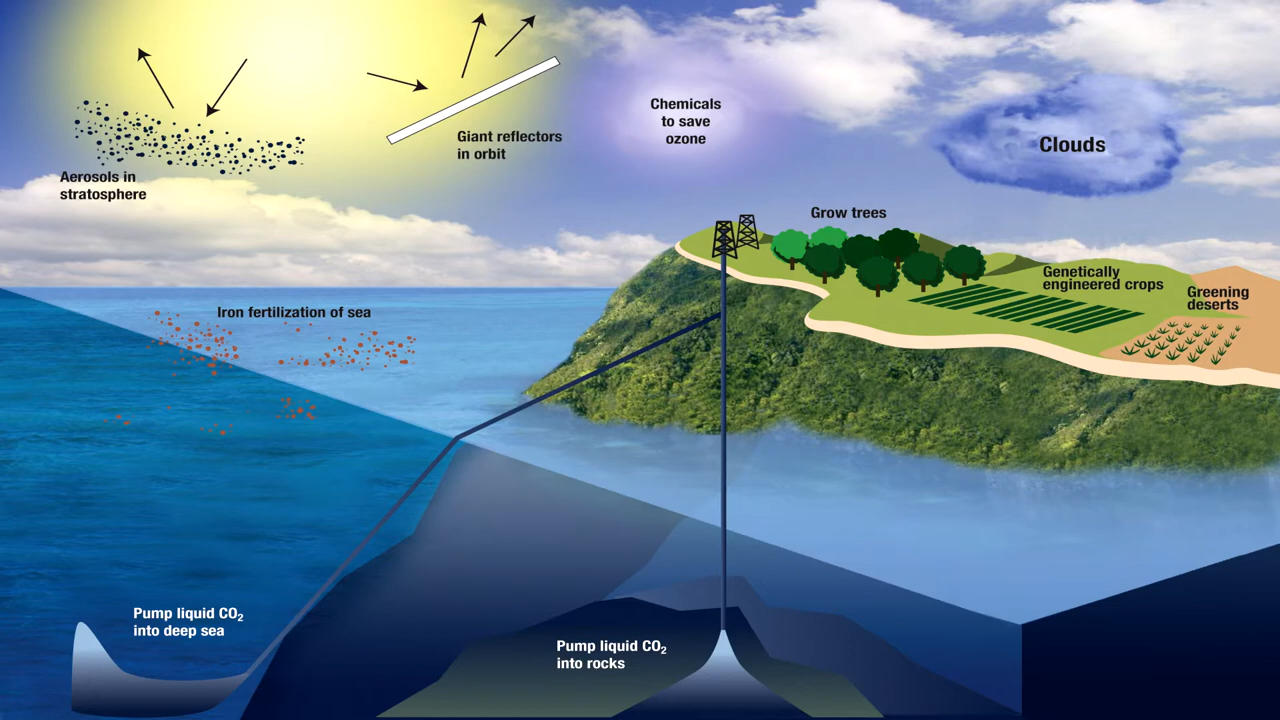 Chemicals
to save
ozone
Giant reflectors
in orbit
Clouds
Aerosols in
stratosphere
Grow trees
Genetically
engineered crops
Greening
deserts
Iron fertilization of sea
Pump liquid CO₂
into deep sea
Pump liquid CO₂
into rocks